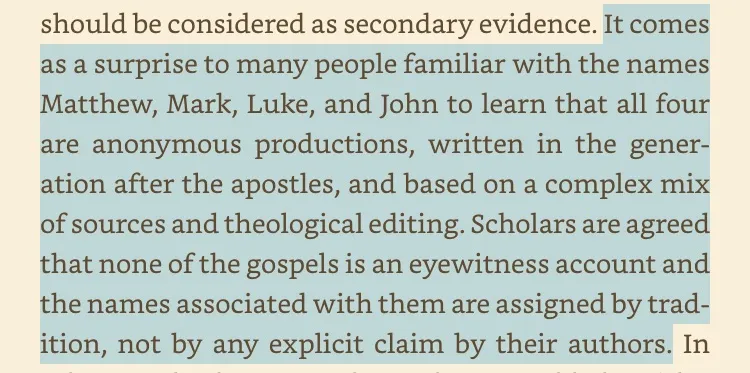 should be considered as secondary evidence. It comes
as a surprise to many people familiar with the names
Matthew, Mark, Luke, and John to learn that all four
are anonymous productions, written in the gener-
ation after the apostles, and based on a complex mix
of sources and theological editing. Scholars are agreed
that none of the gospels is an eyewitness account and
the names associated with them are assigned by trad-
ition, not by any explicit claim by their authors. In